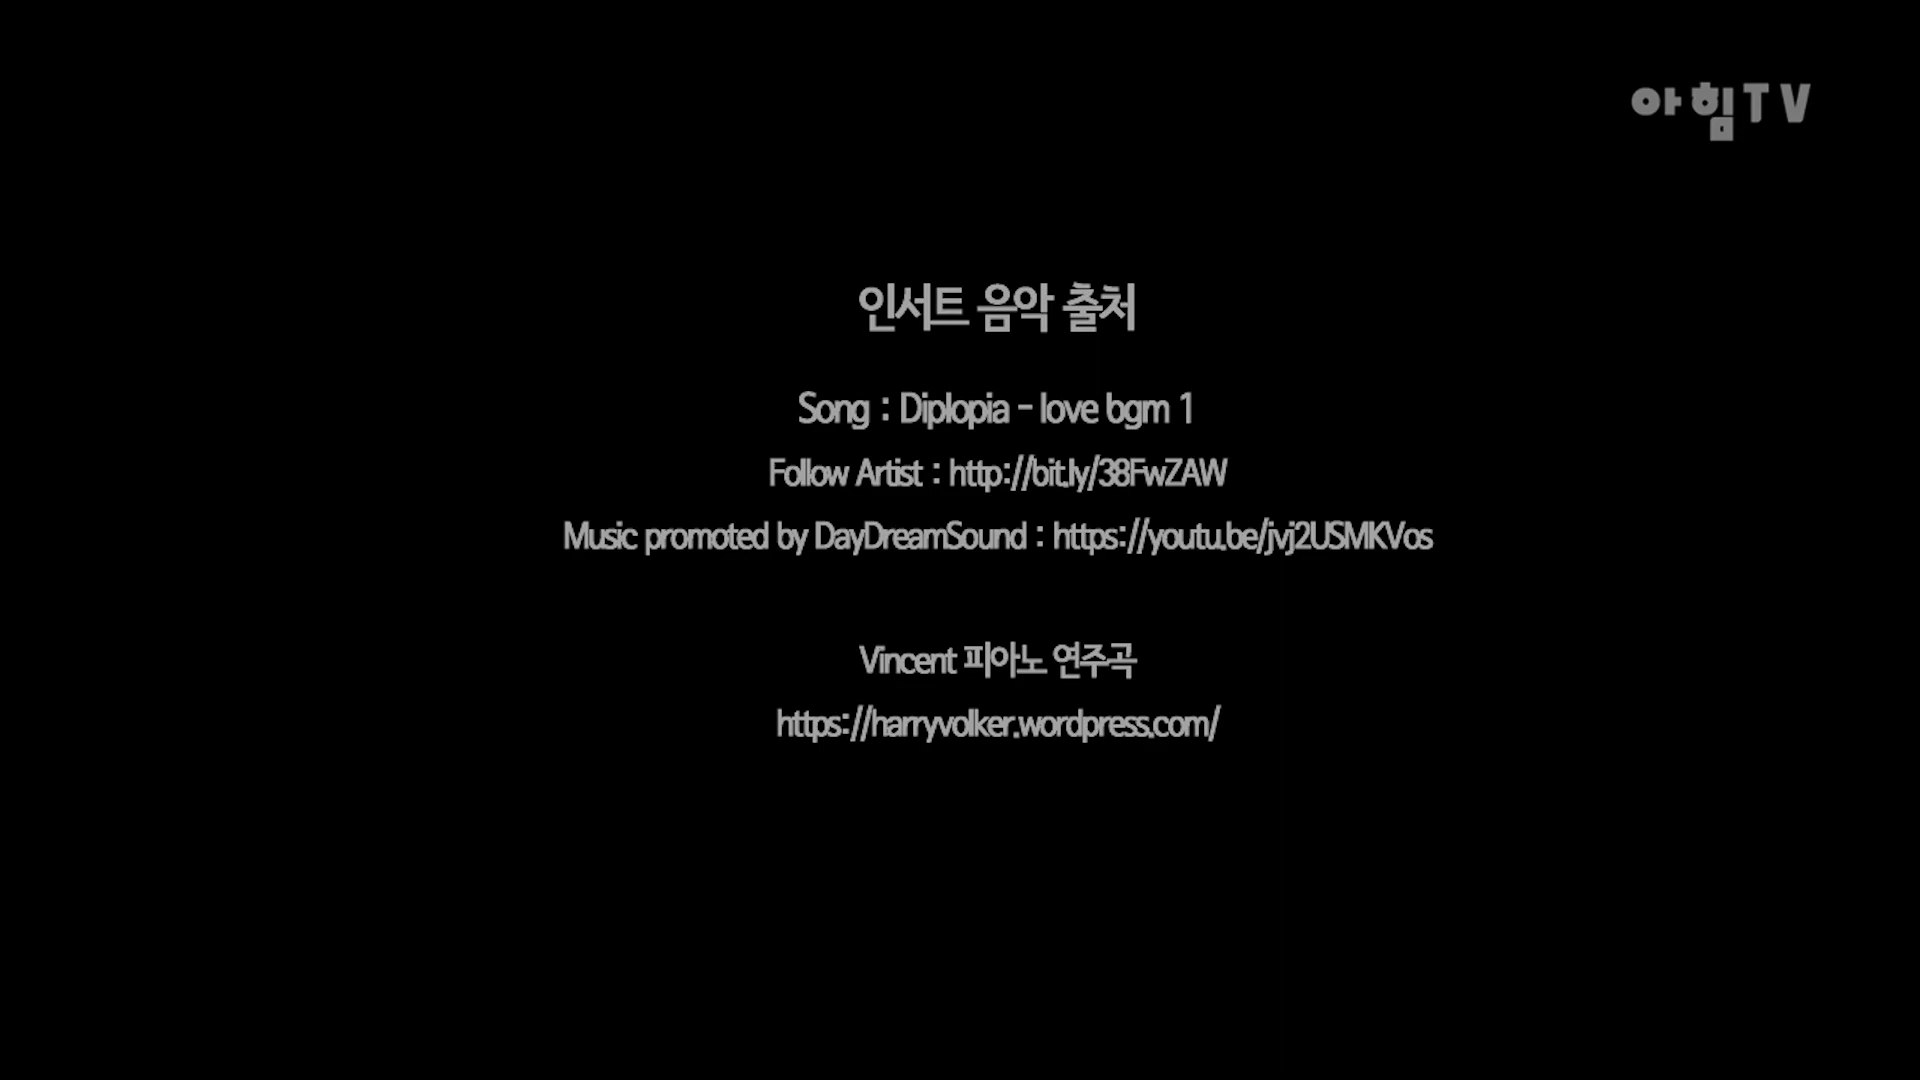 아힘TV
인서트 음악 출처
Song : Diplopia - love bgm 1
Follow Artist : http://bit.ly/38FwZAW
Music promoted by DayDreamSound : https://youtu.be/jvj2USMKVos
Vincent 피아노 연주곡
https://harryvolker.wordpress.com/